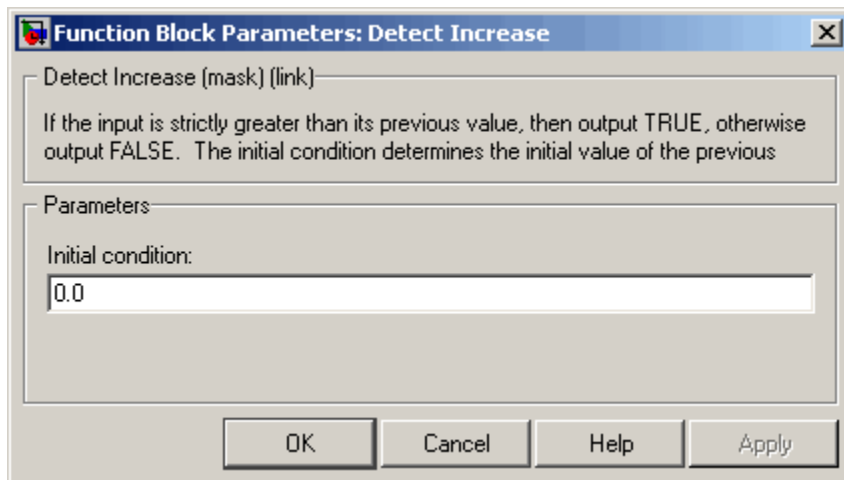 Function Block Parameters: Detect Increase
Detect Increase (mask) (link)
If the input is strictly greater than its previous value, then output TRUE, otherwise
output FALSE.  The initial condition determines the initial value of the previous
Parameters
Initial condition:
0.0
OK
Cancel
Help
Apply